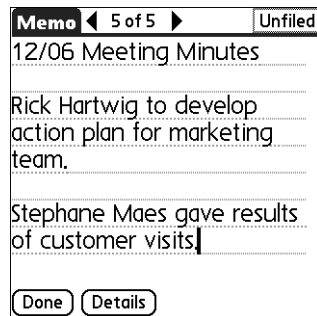 Memo 5 of 5 Unfiled
12/06 Meeting Minutes
Rick Hartwig to develop
action plan for marketing
team.
Stephane Maes gave results
of customer visits.
Done Details